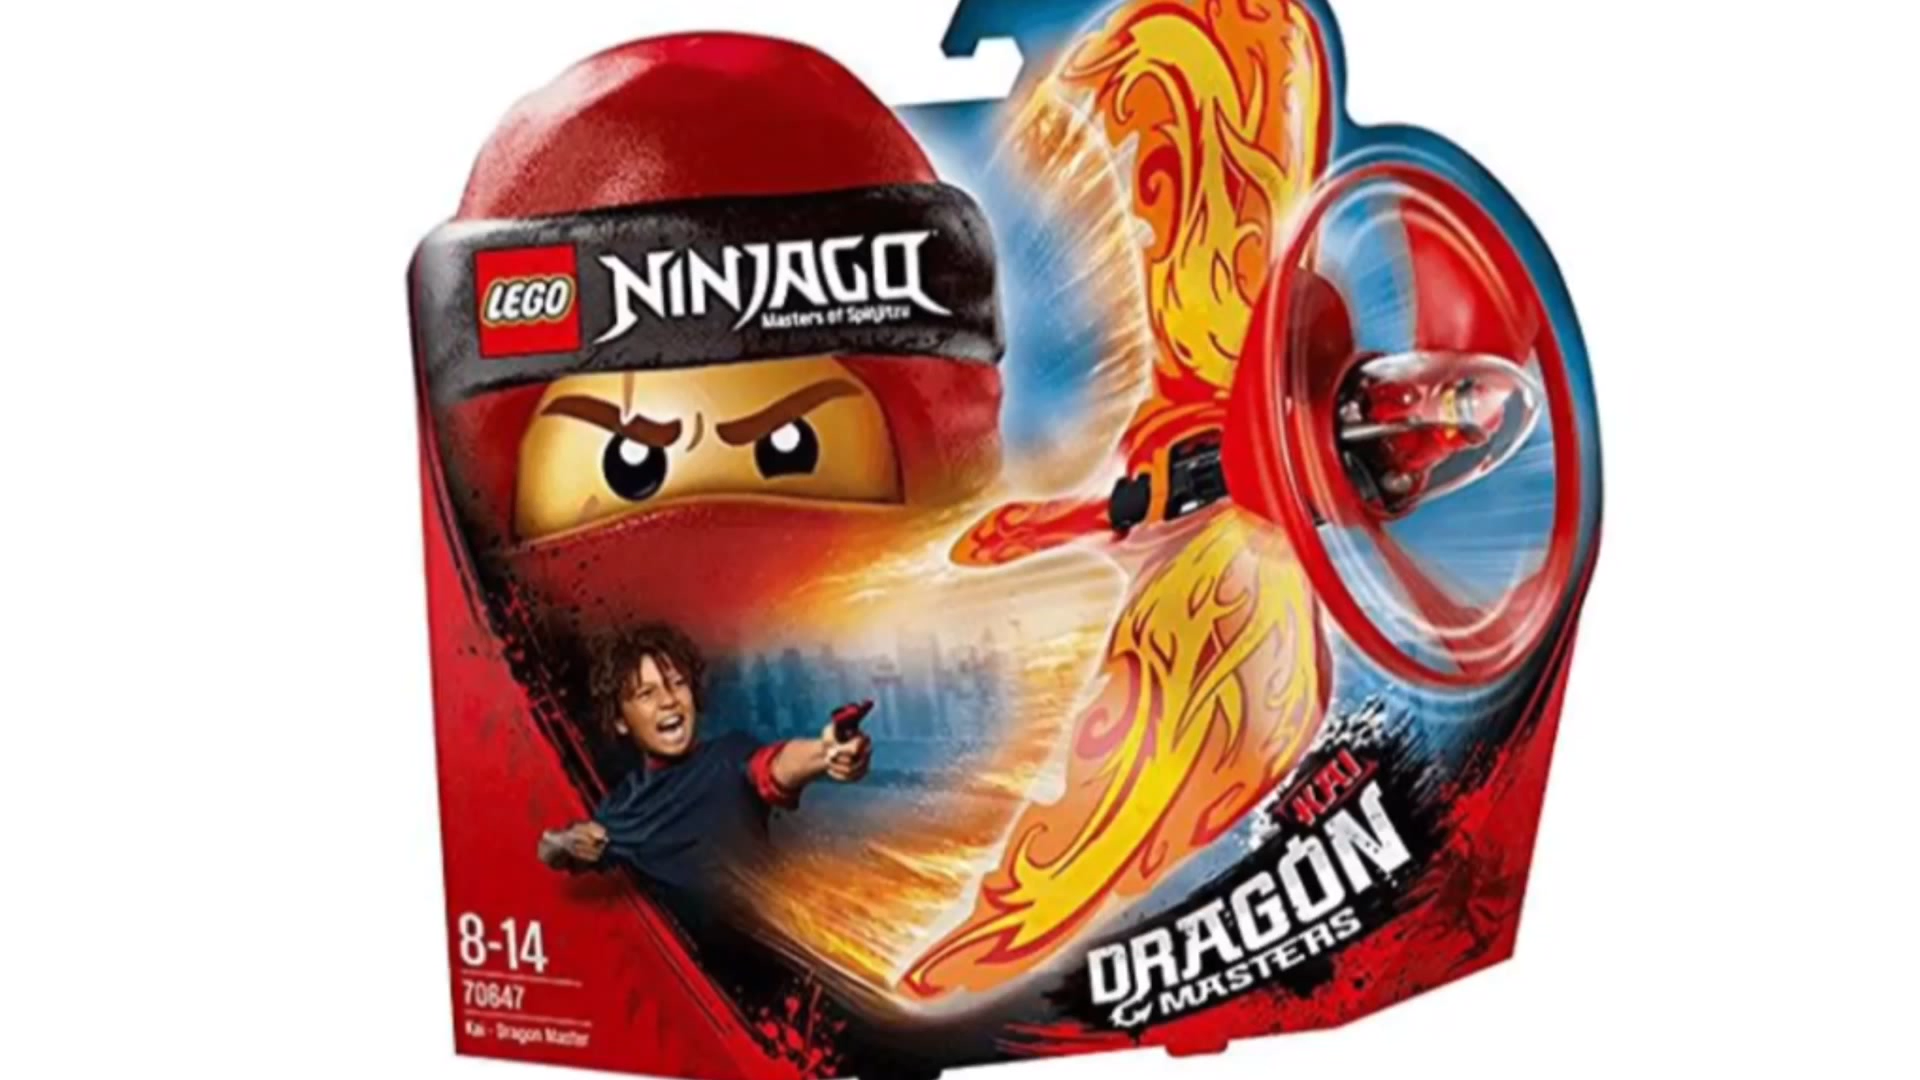 LEGO NINJAGO
Masters of Spinjitzu
KAI
DRAGON
MASTERS
8-14
70647
Kai - Dragon Master